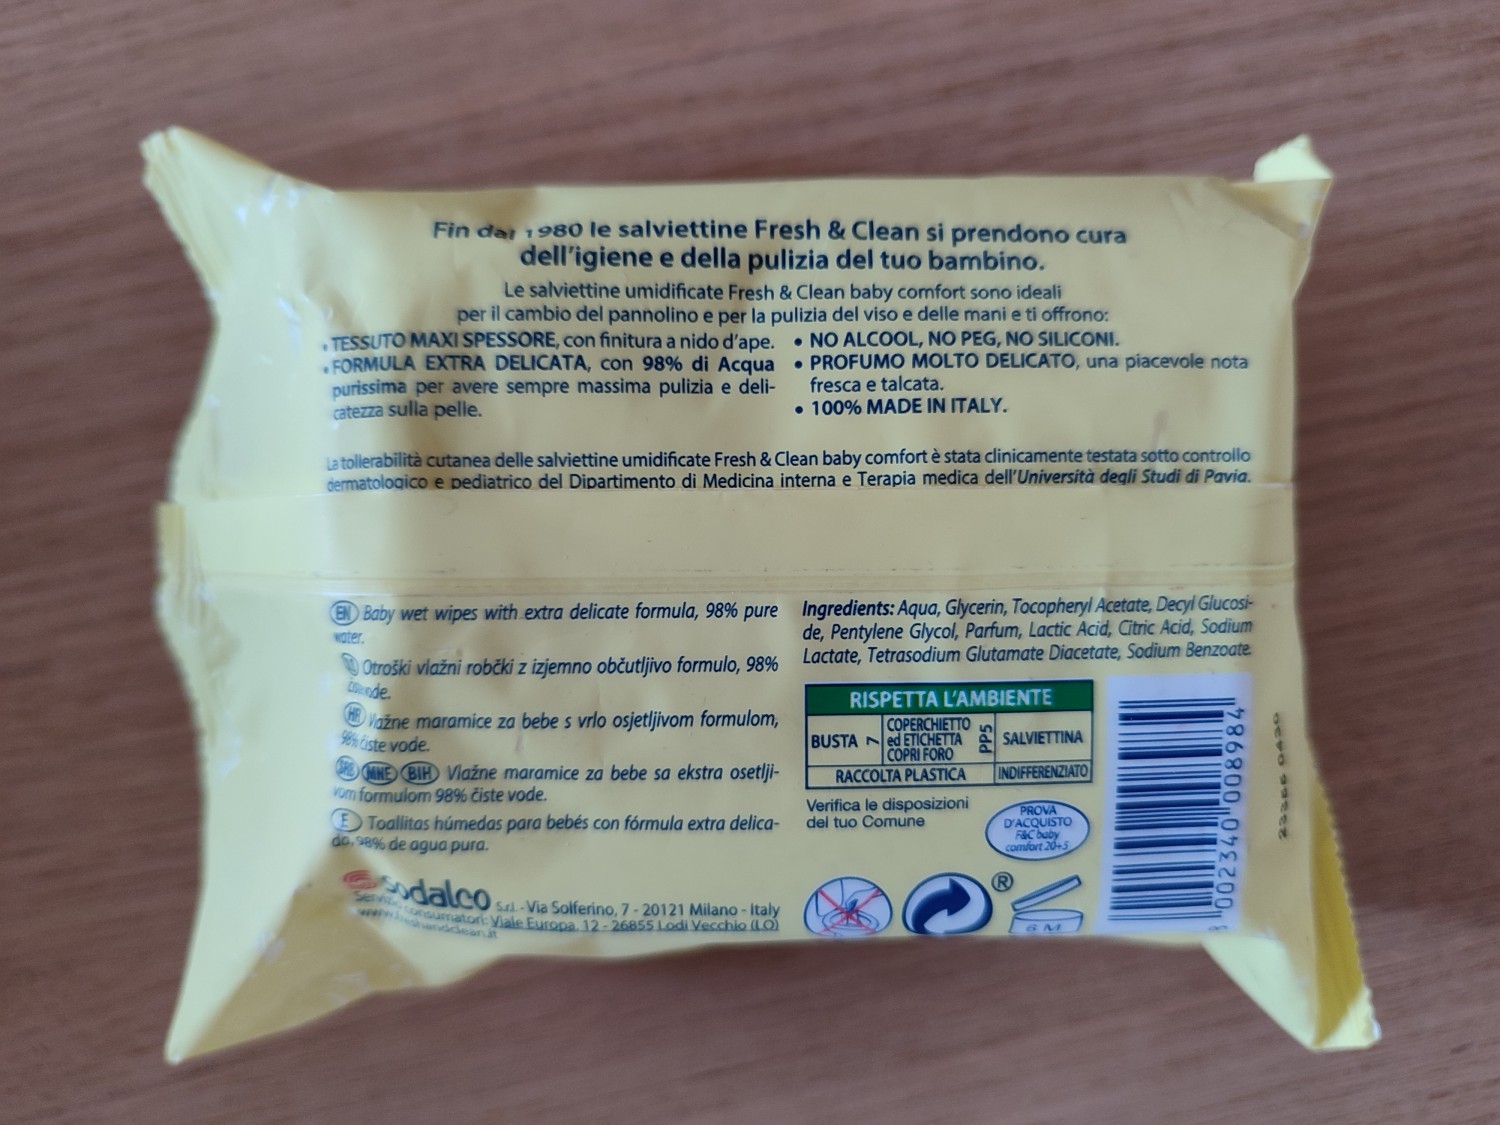 Fin dal 1980 le salviettine Fresh & Clean si prendono cura
dell'igiene e della pulizia del tuo bambino.
Le salviettine umidificate Fresh & Clean baby comfort sono ideali
per il cambio del pannolino e per la pulizia del viso e delle mani e ti offrono:
• TESSUTO MAXI SPESSORE, con finitura a nido d'ape.
• FORMULA EXTRA DELICATA, con 98% di Acqua
purissima per avere sempre massima pulizia e deli-
catezza sulla pelle.
• NO ALCOOL, NO PEG, NO SILICONI.
• PROFUMO MOLTO DELICATO, una piacevole nota
fresca e talcata.
• 100% MADE IN ITALY.
La tollerabilità cutanea delle salviettine umidificate Fresh & Clean baby comfort è stata clinicamente testata sotto controllo
dermatologico e pediatrico del Dipartimento di Medicina interna e Terapia medica dell'Università degli Studi di Pavia.
EN Baby wet wipes with extra delicate formula, 98% pure
water.
Otroški vlažni robčki z izjemno občutljivo formulo, 98%
HR Vlažne maramice za bebe s vrlo osjetljivom formulom,
98% čiste vode.
SRB MNE BIH Vlažne maramice za bebe sa ekstra osetlji-
vom formulom 98% čiste vode.
E Toallitas húmedas para bebés con fórmula extra delica-
da, 98% de agua pura.
Sodalco S.r.l. - Via Solferino, 7 - 20121 Milano - Italy
Servizio consumatori: Viale Europa, 12 - 26855 Lodi Vecchio (LO)
Ingredients: Aqua, Glycerin, Tocopheryl Acetate, Decyl Glucosi-
de, Pentylene Glycol, Parfum, Lactic Acid, Citric Acid, Sodium
Lactate, Tetrasodium Glutamate Diacetate, Sodium Benzoate.
RISPETTA L'AMBIENTE
BUSTA 7
COPERCHIETTO
ed ETICHETTA
COPRI FORO
PP5
SALVIETTINA
RACCOLTA PLASTICA
INDIFFERENZIATO
Verifica le disposizioni
del tuo Comune
PROVA
D'ACQUISTO
F&C baby
comfort 20+5
®
6 M
8 002340 008984
23366 0430